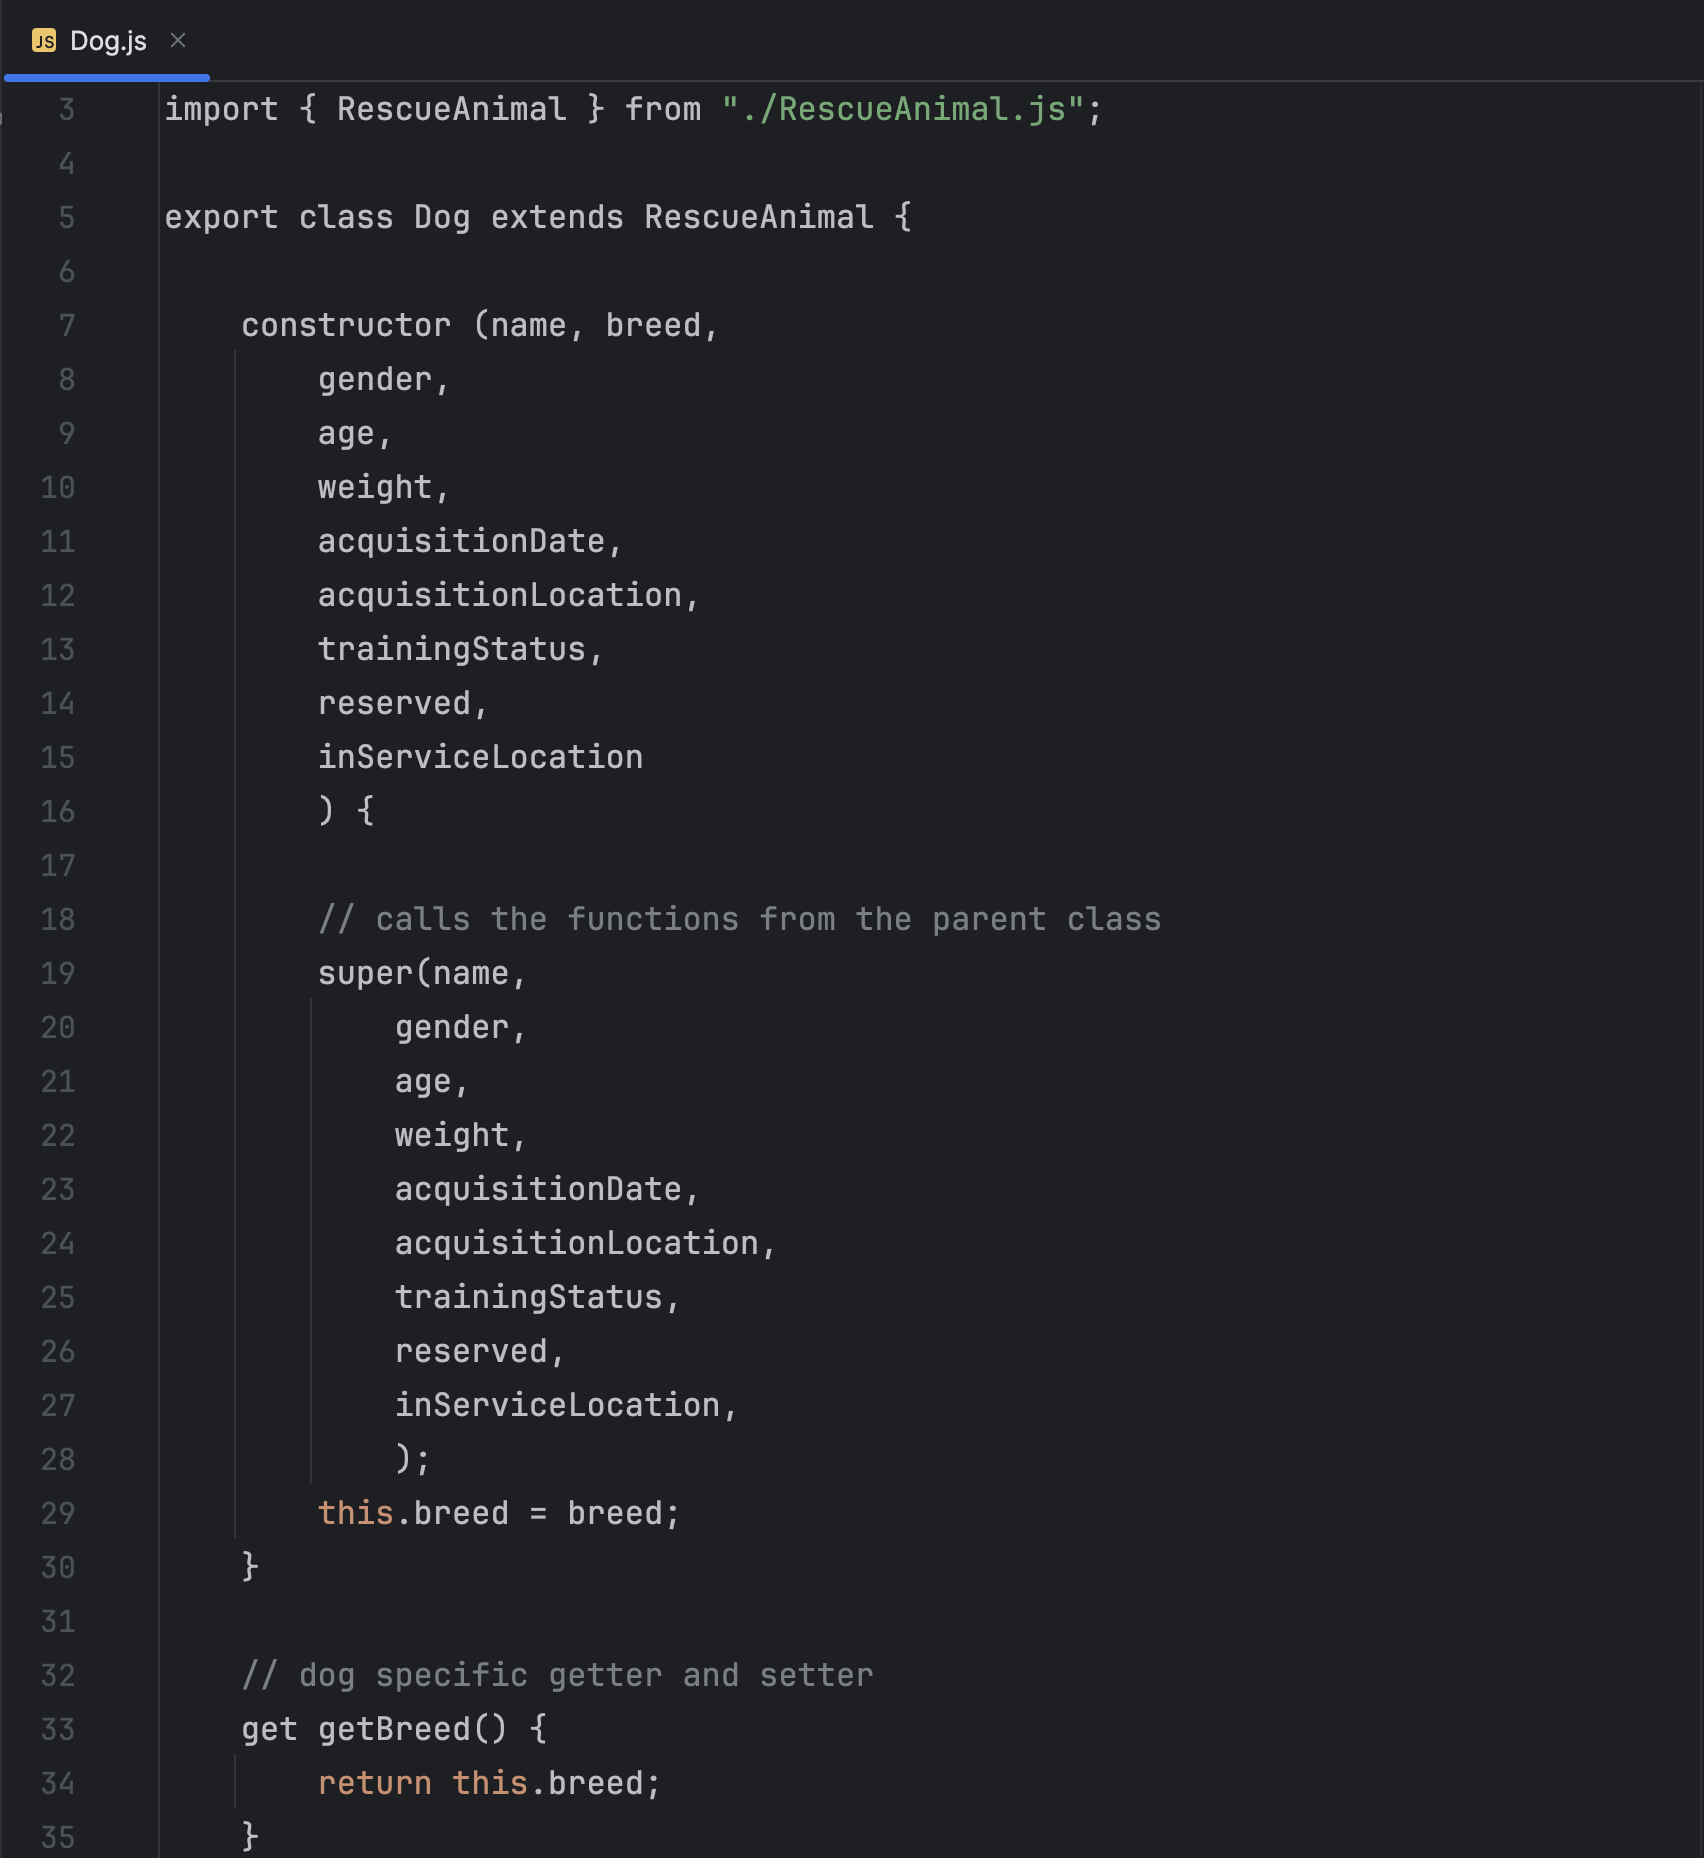 JS Dog.js ×
3 import { RescueAnimal } from "./RescueAnimal.js";
4
5 export class Dog extends RescueAnimal {
6
7     constructor (name, breed,
8         gender,
9         age,
10         weight,
11         acquisitionDate,
12         acquisitionLocation,
13         trainingStatus,
14         reserved,
15         inServiceLocation
16         ) {
17
18         // calls the functions from the parent class
19         super(name,
20             gender,
21             age,
22             weight,
23             acquisitionDate,
24             acquisitionLocation,
25             trainingStatus,
26             reserved,
27             inServiceLocation,
28             );
29         this.breed = breed;
30     }
31
32     // dog specific getter and setter
33     get getBreed() {
34         return this.breed;
35     }